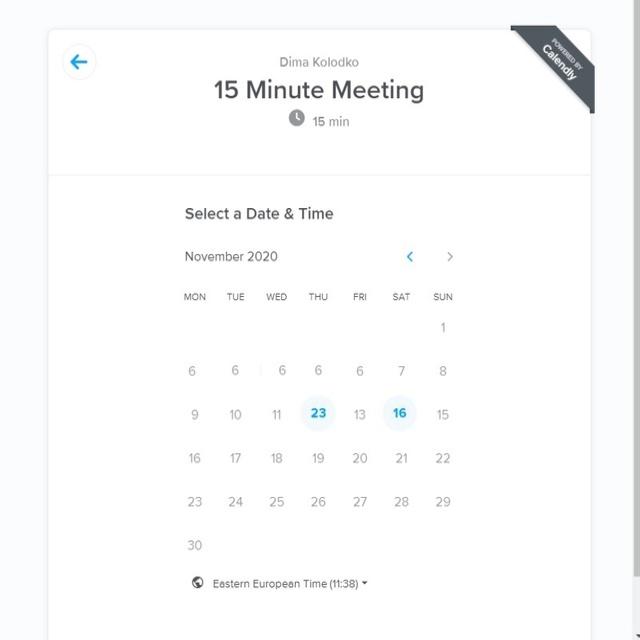 POWERED BY
Calendly
Dima Kolodko
15 Minute Meeting
15 min
Select a Date & Time
November 2020
MON TUE WED THU FRI SAT SUN
1
6 6 6 6 6 7 8
9 10 11 23 13 16 15
16 17 18 19 20 21 22
23 24 25 26 27 28 29
30
Eastern European Time (11:38)